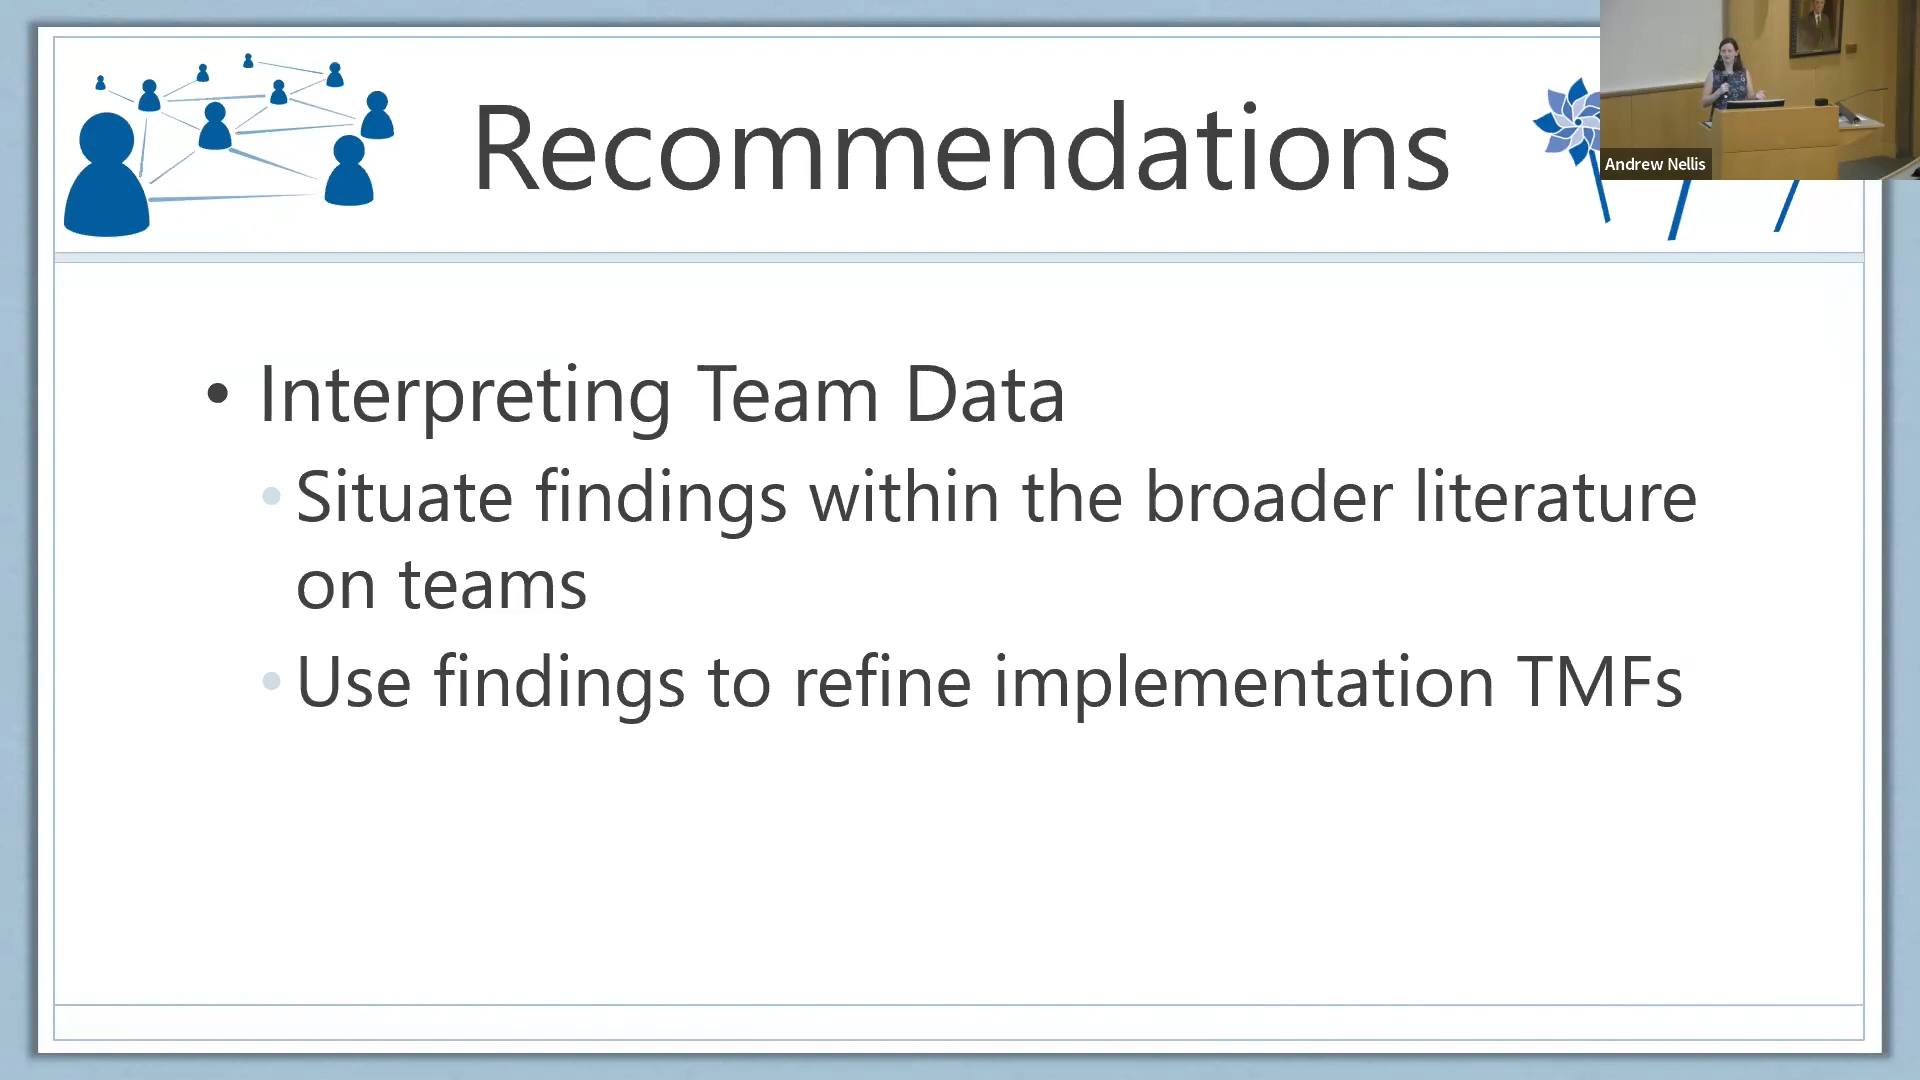 Recommendations
Andrew Nellis
• Interpreting Team Data
• Situate findings within the broader literature
on teams
• Use findings to refine implementation TMFs